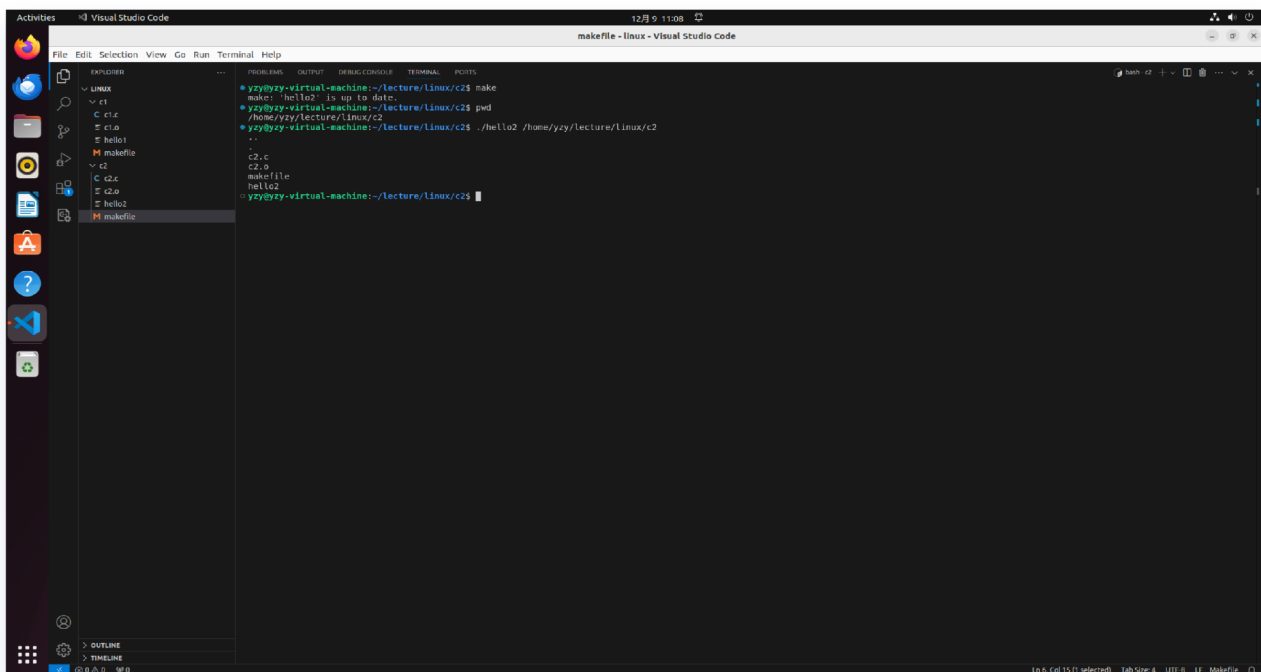 Activities Visual Studio Code 12月 9 11:08
makefile - linux - Visual Studio Code
File Edit Selection View Go Run Terminal Help
EXPLORER ...
LINUX
c1
C c1.c
c1.o
hello1
M makefile
c2
C c2.c
c2.o
hello2
M makefile
OUTLINE
TIMELINE
PROBLEMS OUTPUT DEBUG CONSOLE TERMINAL PORTS
bash - c2
yzy@yzy-virtual-machine:~/lecture/linux/c2$ make
make: 'hello2' is up to date.
yzy@yzy-virtual-machine:~/lecture/linux/c2$ pwd
/home/yzy/lecture/linux/c2
yzy@yzy-virtual-machine:~/lecture/linux/c2$ ./hello2 /home/yzy/lecture/linux/c2
..
.
c2.c
c2.o
makefile
hello2
yzy@yzy-virtual-machine:~/lecture/linux/c2$
0 0 0 Ln 6, Col 15 (1 selected) Tab Size: 4 UTF-8 LF Makefile